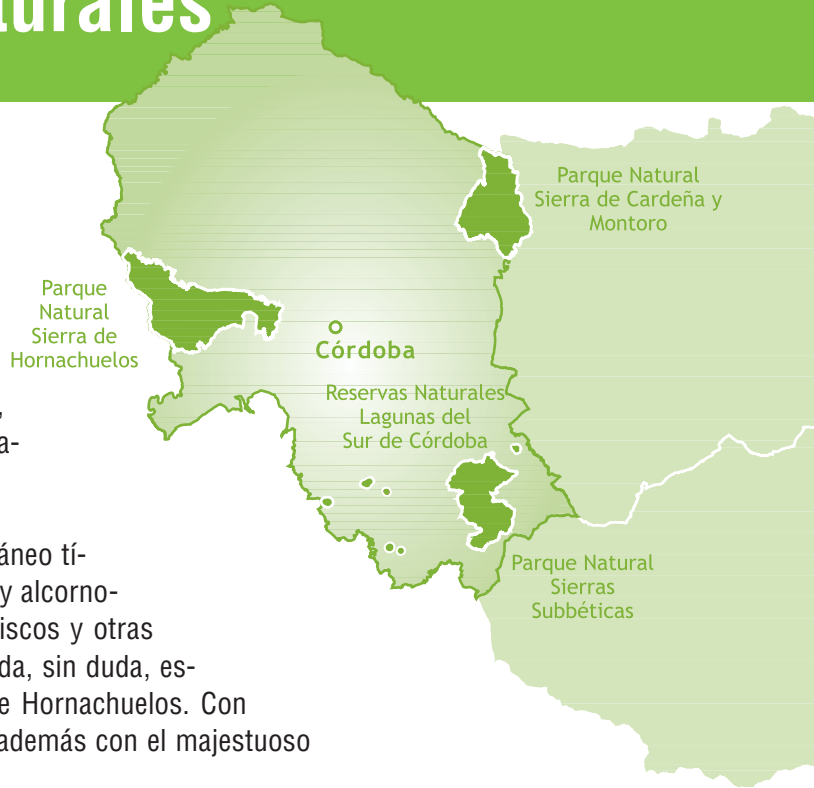 turales
Parque Natural
Sierra de Cardeña y
Montoro
Parque
Natural
Sierra de
Hornachuelos
Córdoba
Reservas Naturales
Lagunas del
Sur de Córdoba
Parque Natural
Sierras
Subbéticas
,
a-
áneo tí-
y alcorno-
iscos y otras
da, sin duda, es-
e Hornachuelos. Con
además con el majestuoso